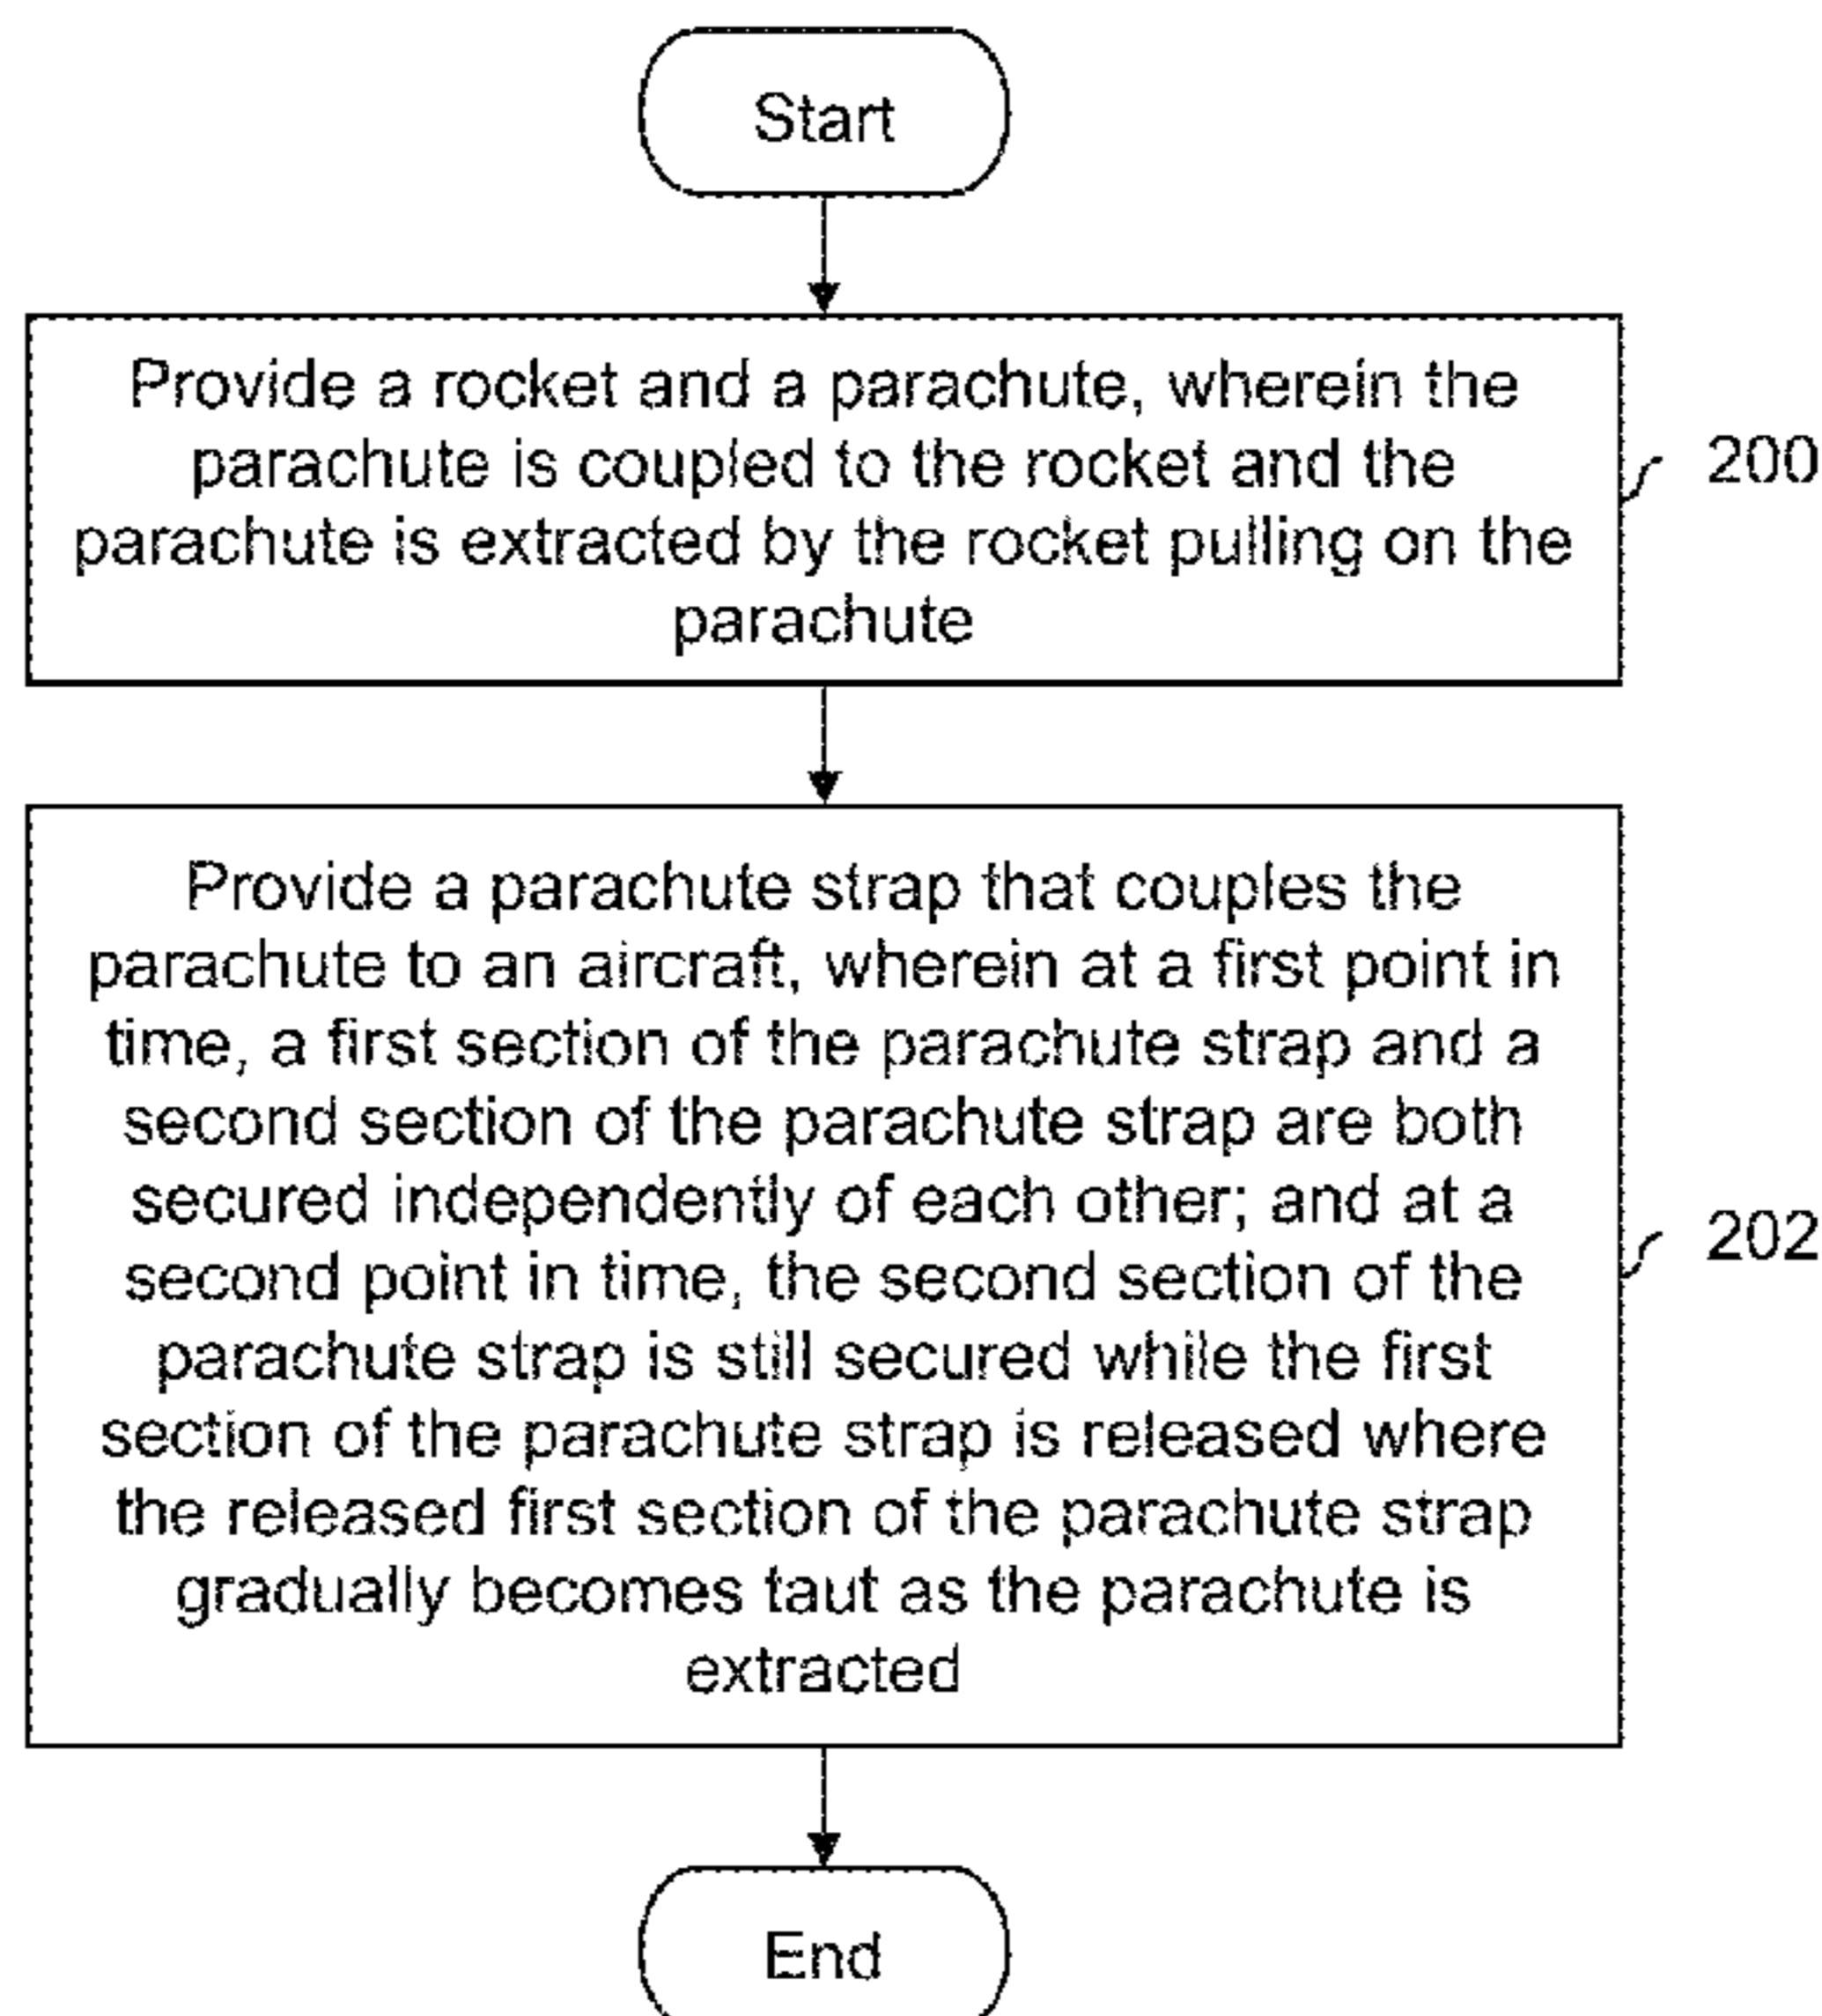 Start
Provide a rocket and a parachute, wherein the
parachute is coupled to the rocket and the
parachute is extracted by the rocket pulling on the
parachute
200
Provide a parachute strap that couples the
parachute to an aircraft, wherein at a first point in
time, a first section of the parachute strap and a
second section of the parachute strap are both
secured independently of each other; and at a
second point in time, the second section of the
parachute strap is still secured while the first
section of the parachute strap is released where
the released first section of the parachute strap
gradually becomes taut as the parachute is
extracted
202
End